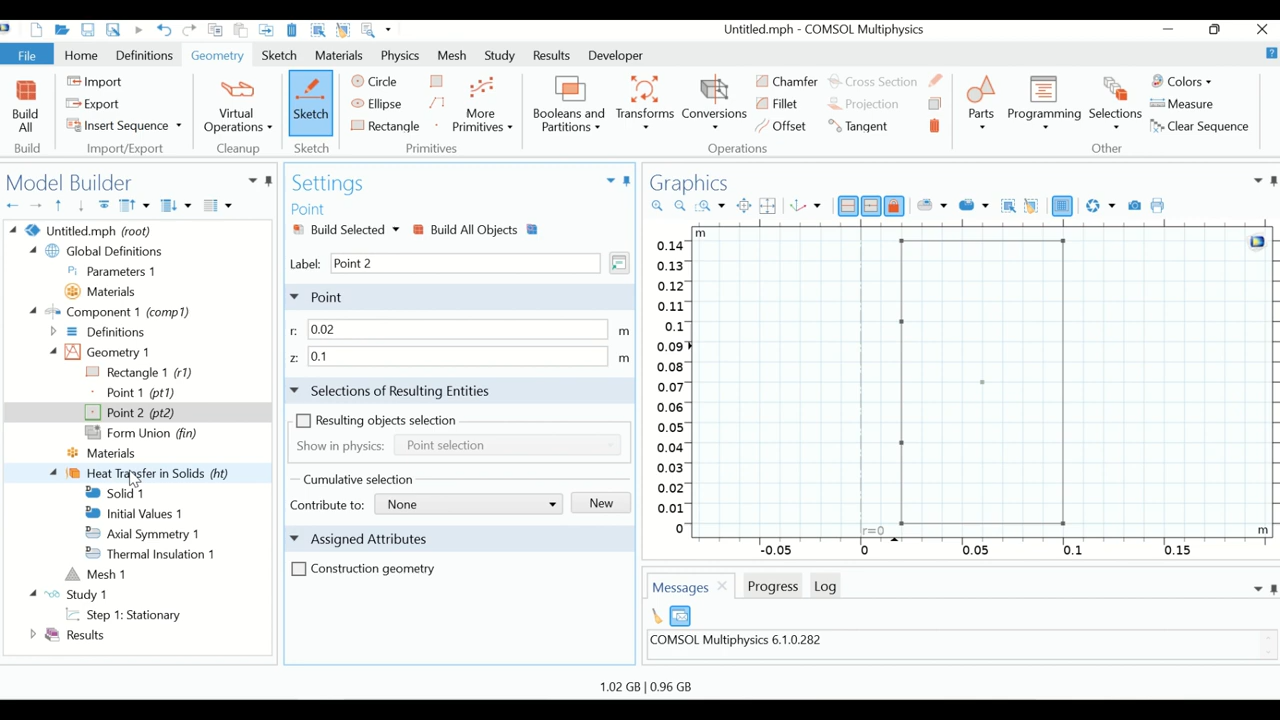 Untitled.mph - COMSOL Multiphysics
File Home Definitions Geometry Sketch Materials Physics Mesh Study Results Developer
Build All
Build
Import
Export
Insert Sequence
Import/Export
Virtual Operations
Cleanup
Sketch
Sketch
Circle
Ellipse
Rectangle
More Primitives
Primitives
Booleans and Partitions
Transforms
Conversions
Chamfer
Fillet
Offset
Cross Section
Projection
Tangent
Operations
Parts
Programming
Selections
Colors
Measure
Clear Sequence
Other
Model Builder
Untitled.mph (root)
Global Definitions
Pi Parameters 1
Materials
Component 1 (comp1)
Definitions
Geometry 1
Rectangle 1 (r1)
Point 1 (pt1)
Point 2 (pt2)
Form Union (fin)
Materials
Heat Transfer in Solids (ht)
Solid 1
Initial Values 1
Axial Symmetry 1
Thermal Insulation 1
Mesh 1
Study 1
Step 1: Stationary
Results
Settings
Point
Build Selected Build All Objects
Label: Point 2
Point
r: 0.02 m
z: 0.1 m
Selections of Resulting Entities
Resulting objects selection
Show in physics: Point selection
Cumulative selection
Contribute to: None New
Assigned Attributes
Construction geometry
Graphics
m
0.14
0.13
0.12
0.11
0.1
0.09
0.08
0.07
0.06
0.05
0.04
0.03
0.02
0.01
0
r=0
m
-0.05 0 0.05 0.1 0.15
Messages Progress Log
COMSOL Multiphysics 6.1.0.282
1.02 GB | 0.96 GB